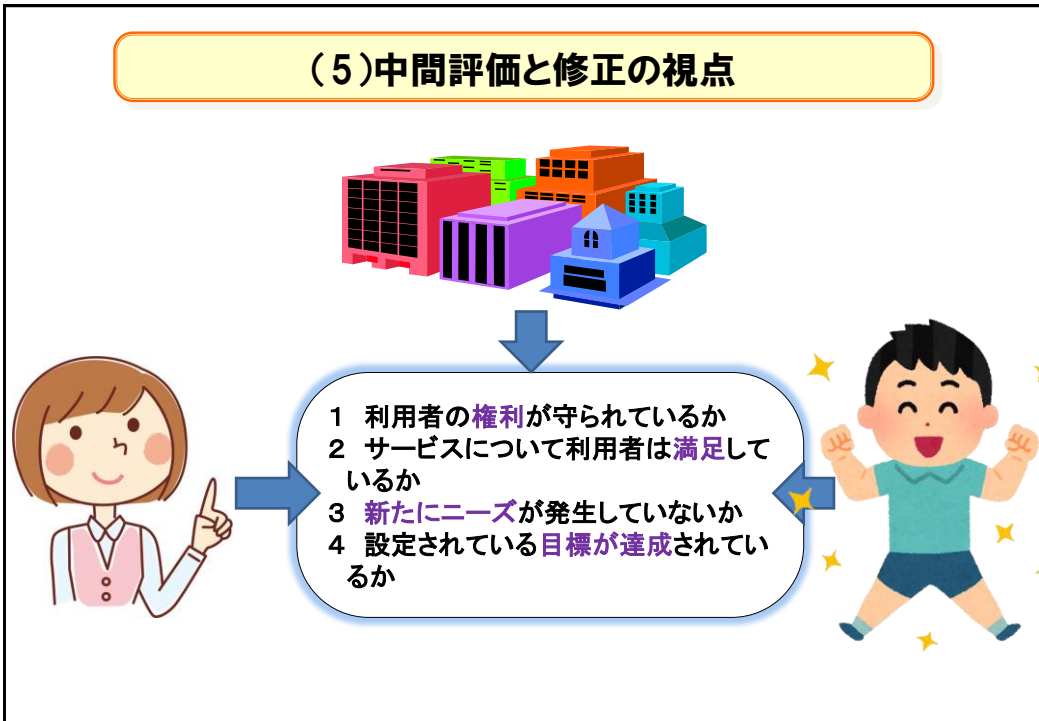 （５）中間評価と修正の視点
１　利用者の権利が守られているか
２　サービスについて利用者は満足して
いるか
３　新たにニーズが発生していないか
４　設定されている目標が達成されてい
るか